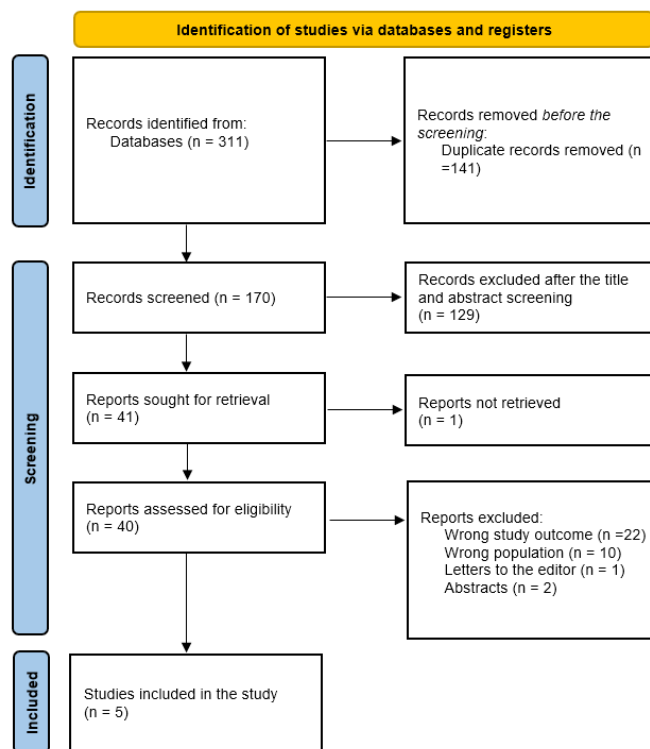 Identification of studies via databases and registers
Identification
Records identified from:
Databases (n = 311)
Records removed before the
screening:
Duplicate records removed (n
=141)
Screening
Records screened (n = 170)
Records excluded after the title
and abstract screening
(n = 129)
Reports sought for retrieval
(n = 41)
Reports not retrieved
(n = 1)
Reports assessed for eligibility
(n = 40)
Reports excluded:
Wrong study outcome (n =22)
Wrong population (n = 10)
Letters to the editor (n = 1)
Abstracts (n = 2)
Included
Studies included in the study
(n = 5)